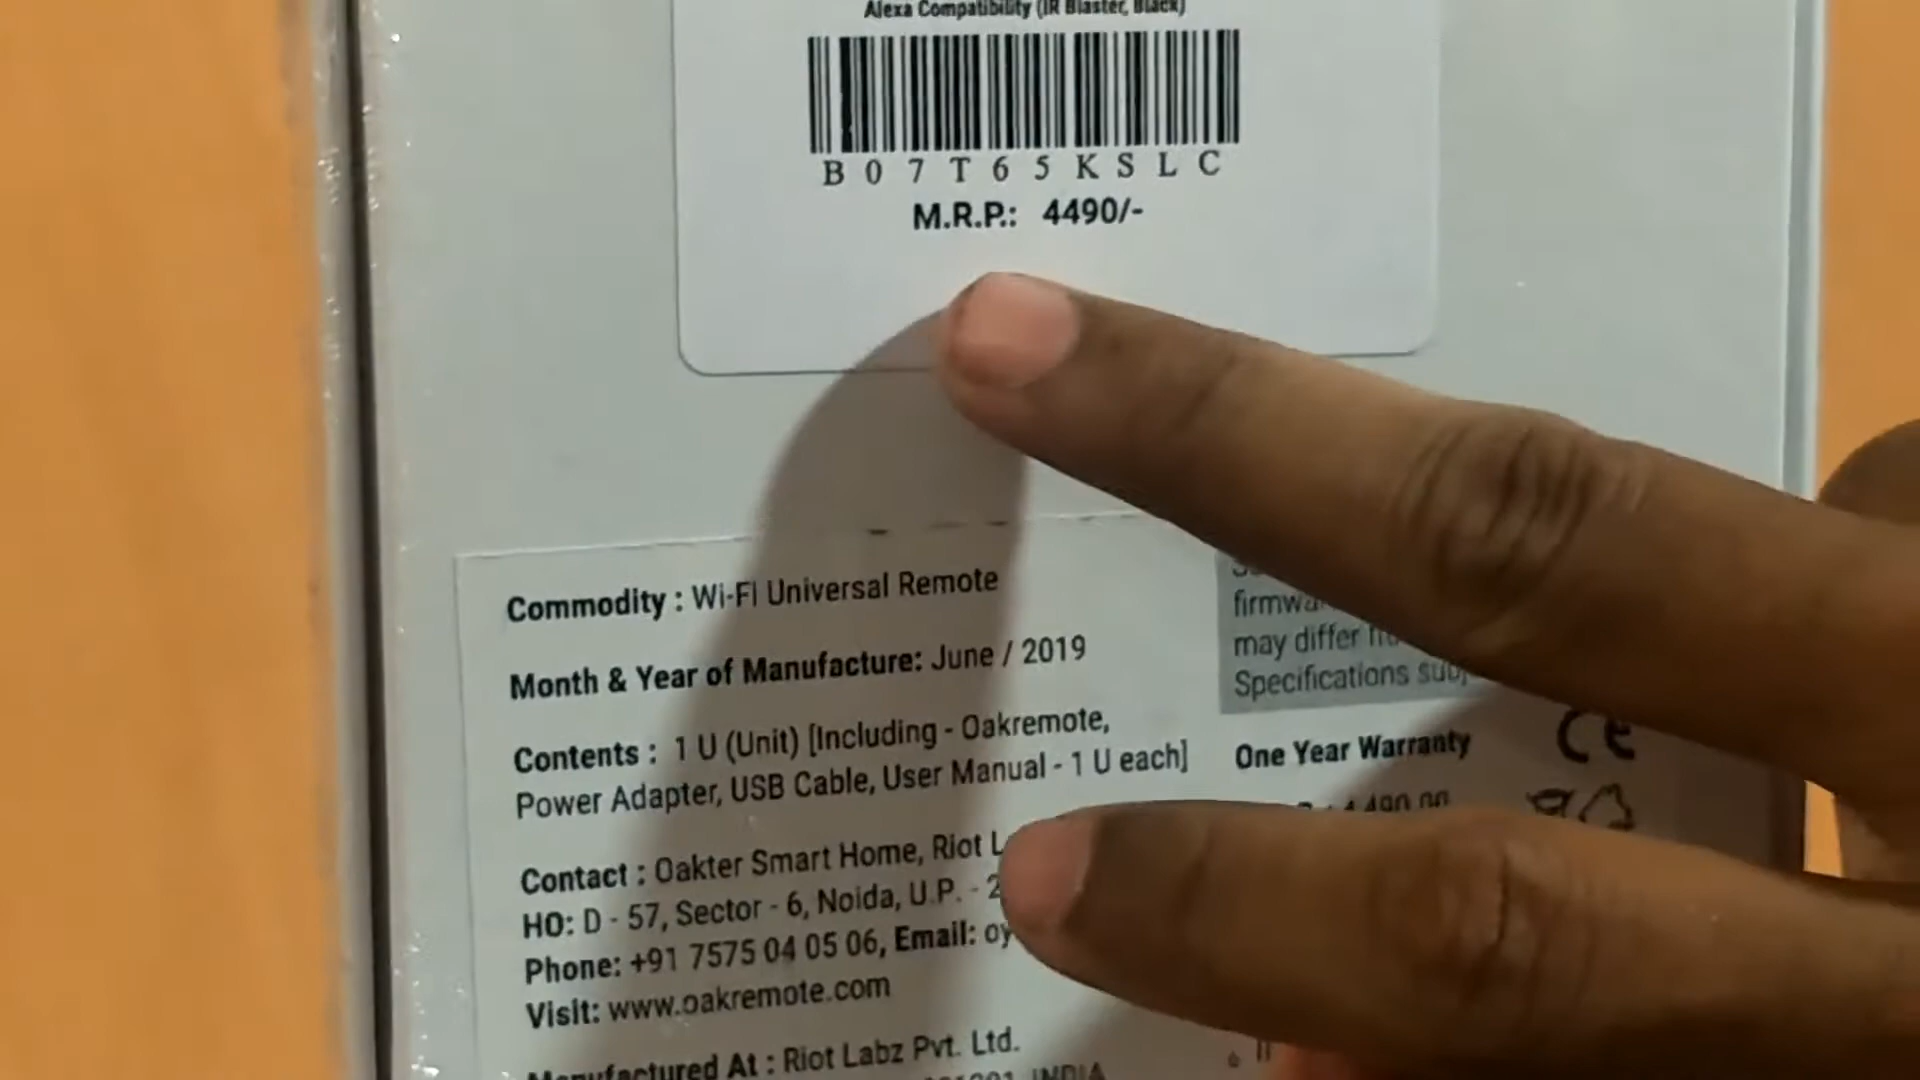 Alexa Compatibility (IR Blaster, Black)
B07T65KSLC
M.R.P.: 4490/-
Commodity : Wi-Fi Universal Remote
Month & Year of Manufacture: June / 2019
Contents : 1 U (Unit) [Including - Oakremote,
Power Adapter, USB Cable, User Manual - 1 U each]
Contact : Oakter Smart Home, Riot
HO: D - 57, Sector - 6, Noida, U.P. - 2
Phone: +91 7575 04 05 06, Email: oy
Visit: www.oakremote.com
Manufactured At : Riot Labz Pvt. Ltd.
INDIA
may differ
Specifications
One Year Warranty
CE